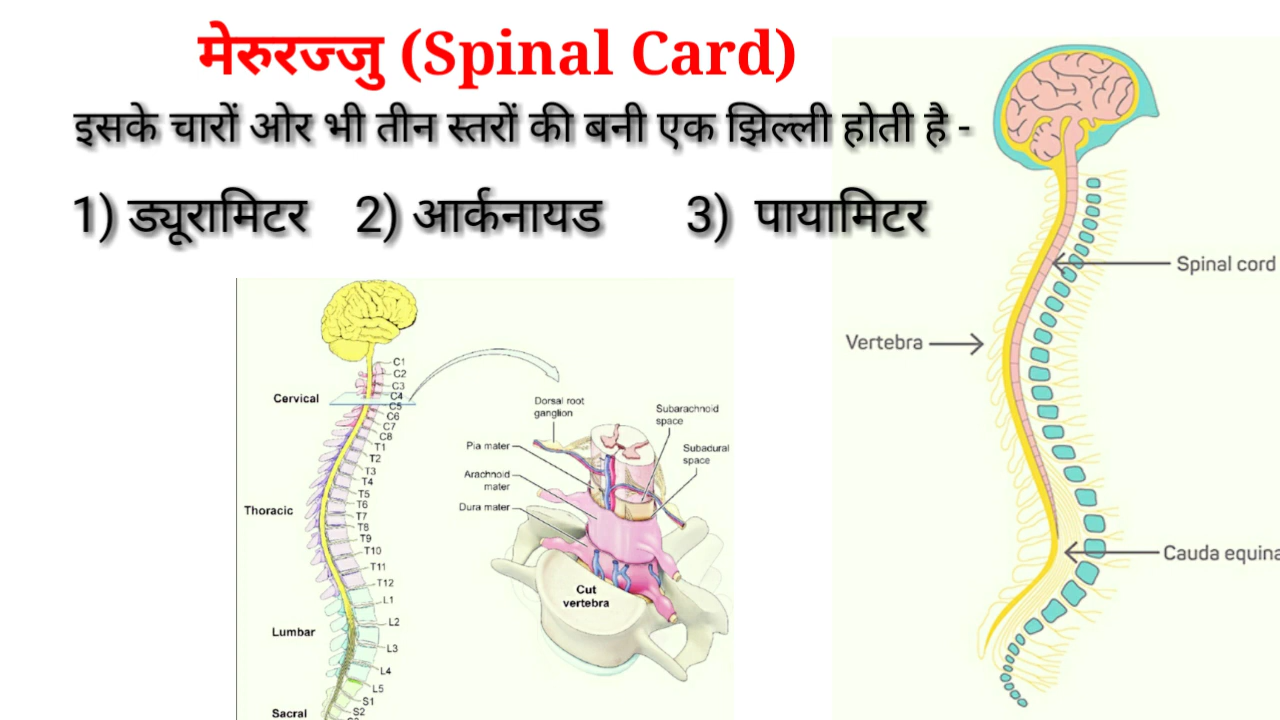 मेरुरज्जु (Spinal Card)
इसके चारों ओर भी तीन स्तरों की बनी एक झिल्ली होती है -
1) ड्यूरामिटर 2) आर्कनायड 3) पायामिटर
Spinal cord
Vertebra
Cauda equina
Cervical
Thoracic
Lumbar
Sacral
C1
C2
C3
C4
C5
C6
C7
C8
T1
T2
T3
T4
T5
T6
T7
T8
T9
T10
T11
T12
L1
L2
L3
L4
L5
S1
S2
Dorsal root
ganglion
Subarachnoid
space
Pia mater
Subadural
space
Arachnoid
mater
Dura mater
Cut
vertebra